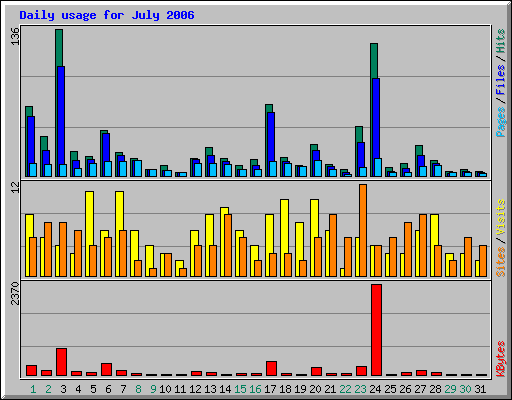 Daily usage for July 2006
136
Pages / Files / Hits
12
Sites / Visits
2370
KBytes
1 2 3 4 5 6 7 8 9 10 11 12 13 14 15 16 17 18 19 20 21 22 23 24 25 26 27 28 29 30 31